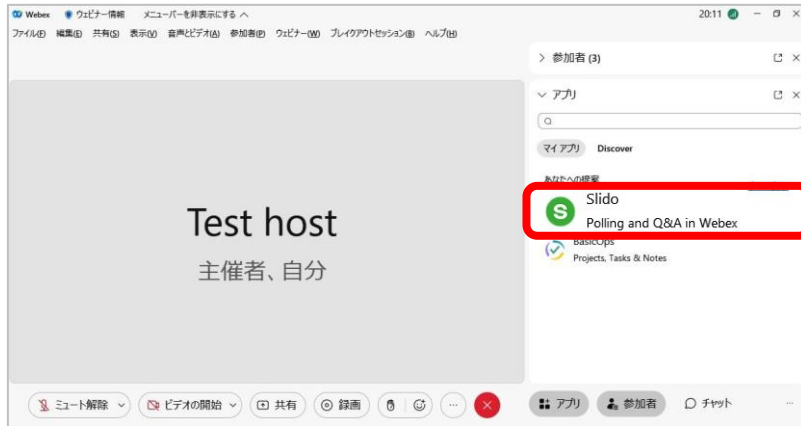 Webex ウェビナー情報 メニューバーを非表示にする 20:11
ファイル(F) 編集(E) 共有(S) 表示(V) 音声とビデオ(A) 参加者(P) ウェビナー(W) ブレイクアウトセッション(B) ヘルプ(H)
参加者 (3)
アプリ
マイ アプリ Discover
あなたへの提案
Slido
Polling and Q&A in Webex
BasicOps
Projects, Tasks & Notes
Test host
主催者、自分
ミュート解除 ビデオの開始 共有 録画 アプリ 参加者 チャット